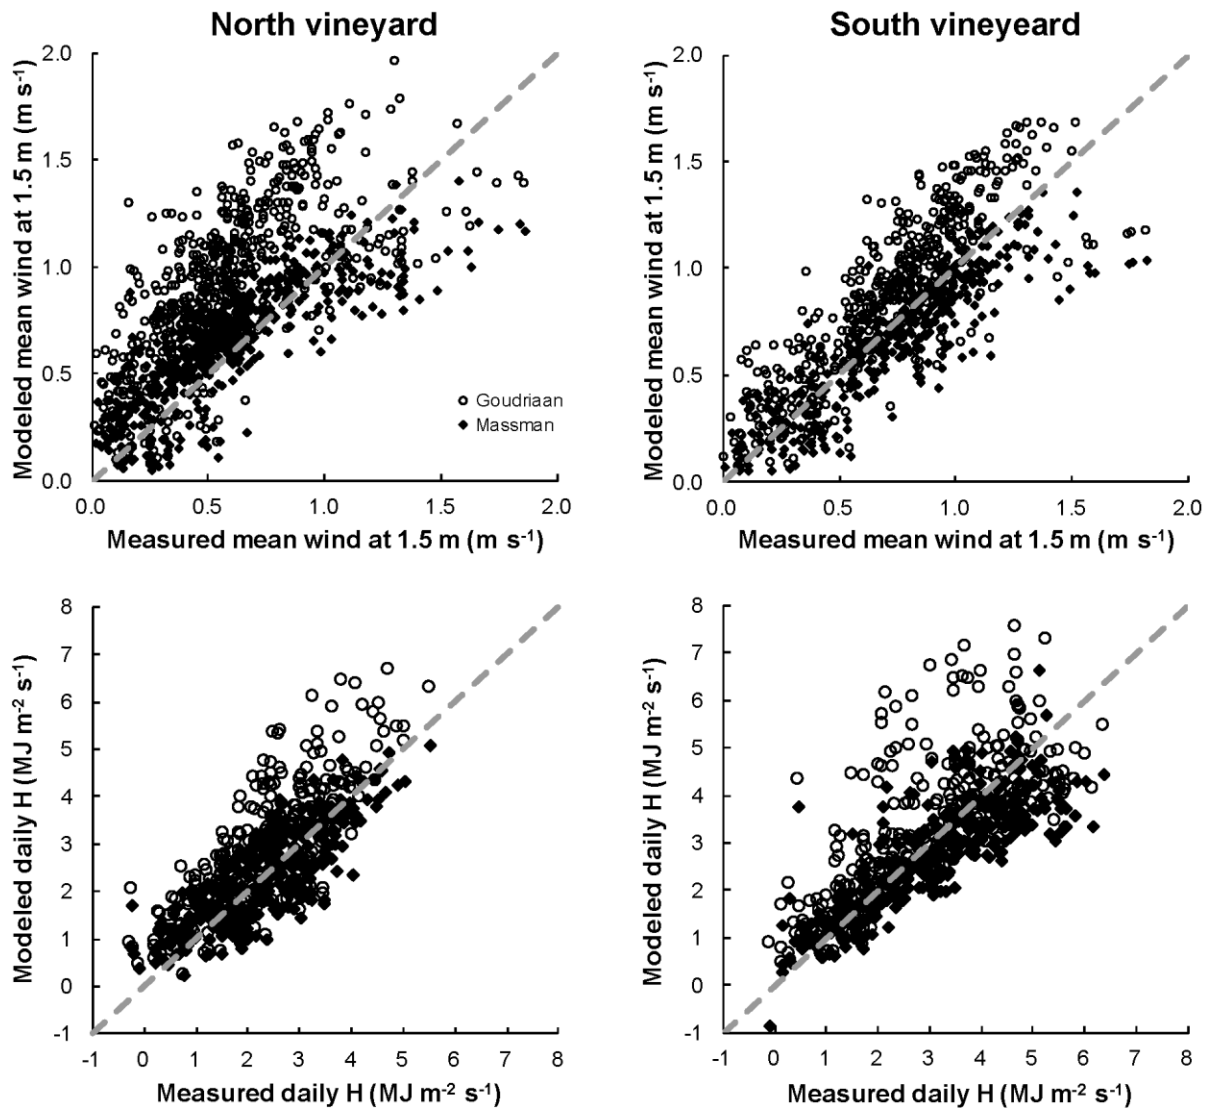 North vineyard
South vineyeard
Modeled mean wind at 1.5 m (m s-1)
2.0
1.5
1.0
0.5
0.0
0.0 0.5 1.0 1.5 2.0
Measured mean wind at 1.5 m (m s-1)
Goudriaan
Massman
Modeled mean wind at 1.5 m (m s-1)
2.0
1.5
1.0
0.5
0.0
0.0 0.5 1.0 1.5 2.0
Measured mean wind at 1.5 m (m s-1)
Modeled daily H (MJ m-2 s-1)
8
7
6
5
4
3
2
1
0
-1
-1 0 1 2 3 4 5 6 7 8
Measured daily H (MJ m-2 s-1)
Modeled daily H (MJ m-2 s-1)
8
7
6
5
4
3
2
1
0
-1
-1 0 1 2 3 4 5 6 7 8
Measured daily H (MJ m-2 s-1)